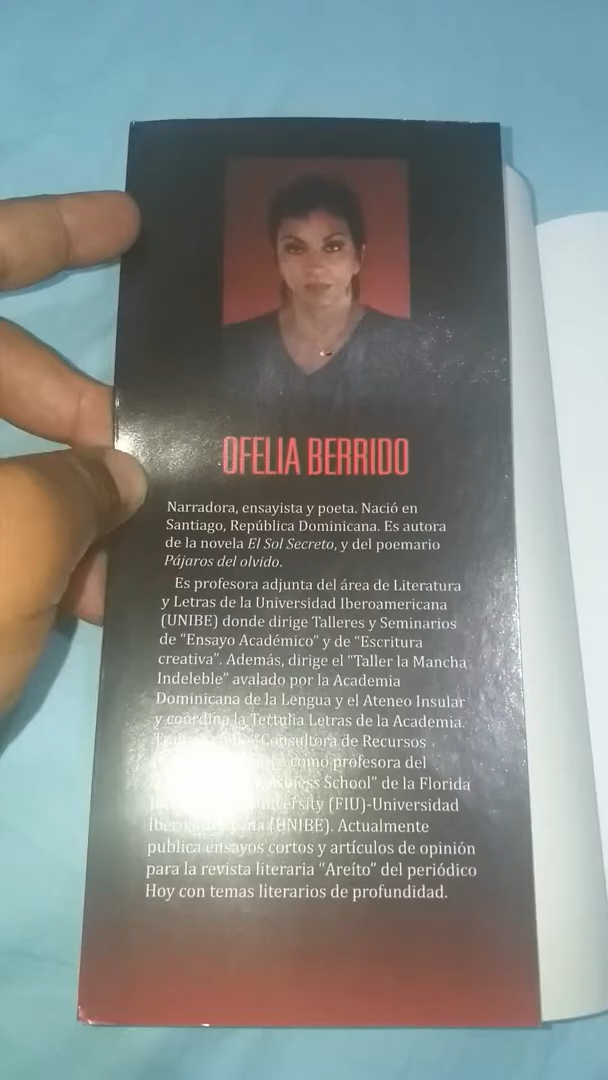 OFELIA BERRIDO
Narradora, ensayista y poeta. Nació en
Santiago, República Dominicana. Es autora
de la novela El Sol Secreto, y del poemario
Pájaros del olvido.
Es profesora adjunta del área de Literatura
y Letras de la Universidad Iberoamericana
(UNIBE) donde dirige Talleres y Seminarios
de “Ensayo Académico” y de “Escritura
creativa”. Además, dirige el “Taller la Mancha
Indeleble” avalado por la Academia
Dominicana de la Lengua y el Ateneo Insular
y coordina la Tertulia Letras de la Academia.
“Consultora de Recursos
como profesora del
School” de la Florida
(FIU)-Universidad
(UNIBE). Actualmente
publica ensayos cortos y artículos de opinión
para la revista literaria “Areíto” del periódico
Hoy con temas literarios de profundidad.